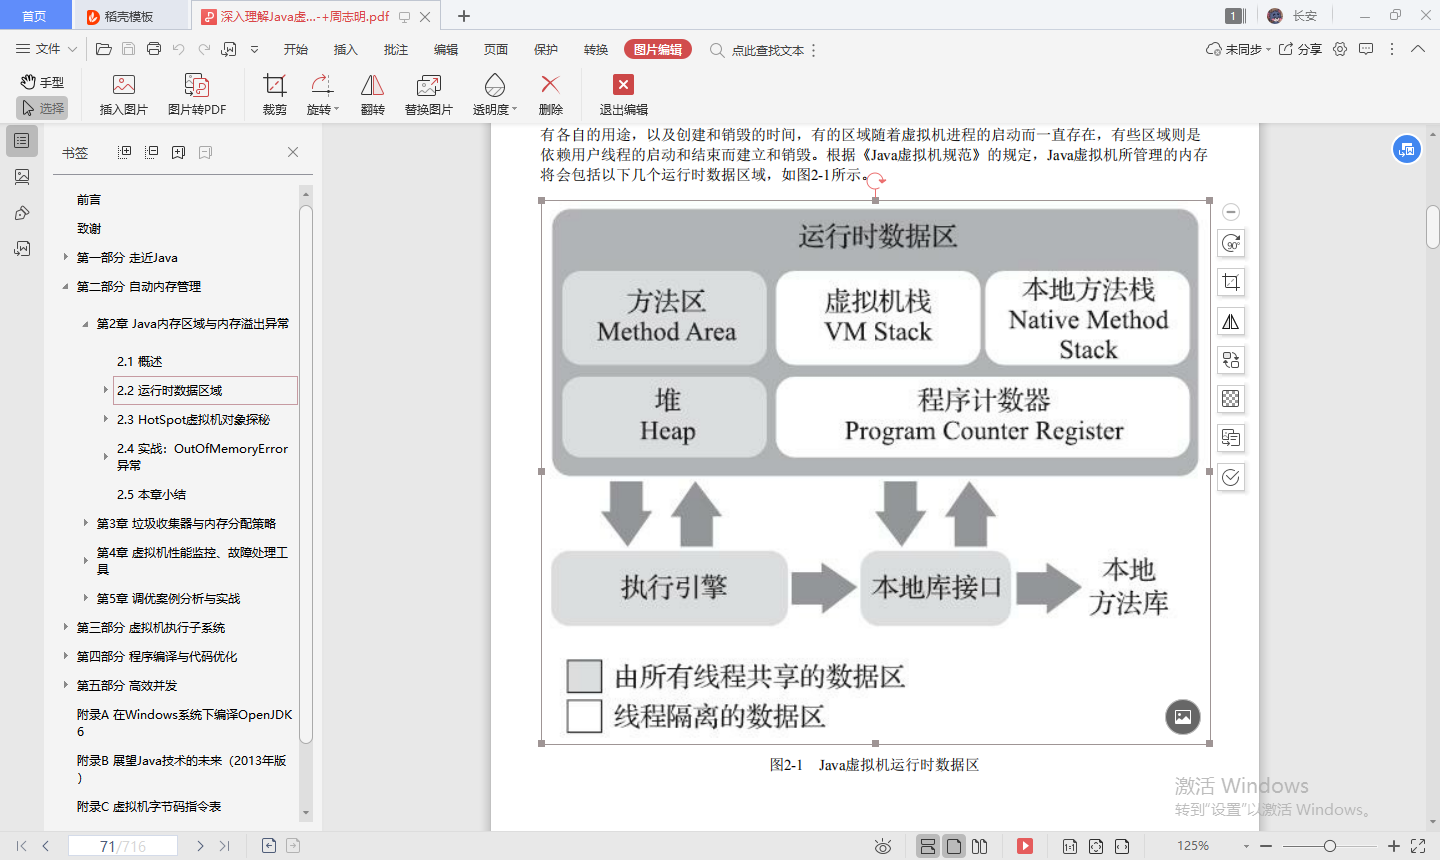 首页
稻壳模板
深入理解Java虚...-+周志明.pdf
1
长安
文件
开始
插入
批注
编辑
页面
保护
转换
图片编辑
点此查找文本
未同步
分享
手型
选择
插入图片
图片转PDF
裁剪
旋转
翻转
替换图片
透明度
删除
退出编辑
书签
前言
致谢
第一部分 走近Java
第二部分 自动内存管理
第2章 Java内存区域与内存溢出异常
2.1 概述
2.2 运行时数据区域
2.3 HotSpot虚拟机对象探秘
2.4 实战：OutOfMemoryError
异常
2.5 本章小结
第3章 垃圾收集器与内存分配策略
第4章 虚拟机性能监控、故障处理工
具
第5章 调优案例分析与实战
第三部分 虚拟机执行子系统
第四部分 程序编译与代码优化
第五部分 高效并发
附录A 在Windows系统下编译OpenJDK
6
附录B 展望Java技术的未来（2013年版
）
附录C 虚拟机字节码指令表
有各自的用途，以及创建和销毁的时间，有的区域随着虚拟机进程的启动而一直存在，有些区域则是
依赖用户线程的启动和结束而建立和销毁。根据《Java虚拟机规范》的规定，Java虚拟机所管理的内存
将会包括以下几个运行时数据区域，如图2-1所示。
运行时数据区
方法区
Method Area
虚拟机栈
VM Stack
本地方法栈
Native Method
Stack
堆
Heap
程序计数器
Program Counter Register
执行引擎
本地库接口
本地
方法库
由所有线程共享的数据区
线程隔离的数据区
图2-1 Java虚拟机运行时数据区
90°
激活 Windows
转到“设置”以激活 Windows。
71/716
1:1
125%